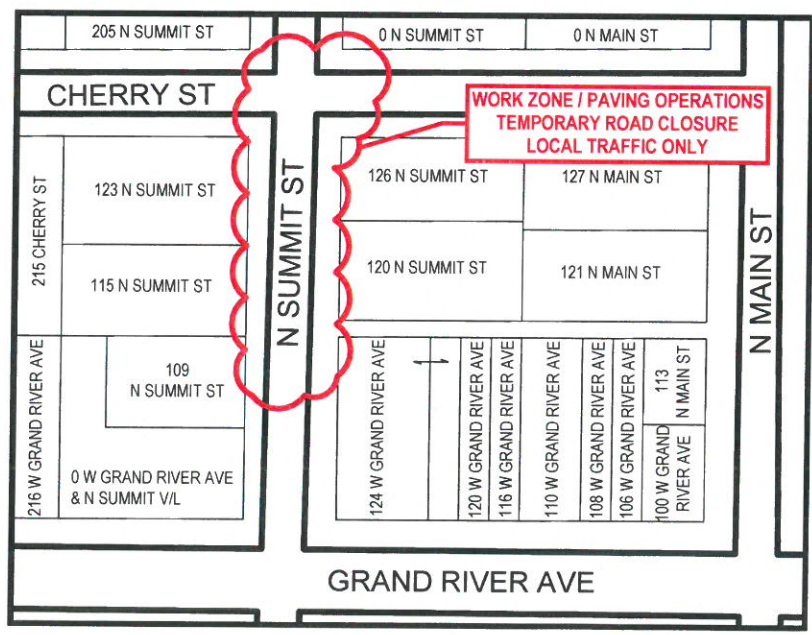 205 N SUMMIT ST
0 N SUMMIT ST
0 N MAIN ST
CHERRY ST
WORK ZONE / PAVING OPERATIONS
TEMPORARY ROAD CLOSURE
LOCAL TRAFFIC ONLY
215 CHERRY ST
123 N SUMMIT ST
N SUMMIT ST
126 N SUMMIT ST
127 N MAIN ST
N MAIN ST
115 N SUMMIT ST
120 N SUMMIT ST
121 N MAIN ST
216 W GRAND RIVER AVE
109
N SUMMIT ST
0 W GRAND RIVER AVE
& N SUMMIT V/L
124 W GRAND RIVER AVE
120 W GRAND RIVER AVE
116 W GRAND RIVER AVE
110 W GRAND RIVER AVE
108 W GRAND RIVER AVE
106 W GRAND RIVER AVE
113
N MAIN ST
100 W GRAND
RIVER AVE
GRAND RIVER AVE